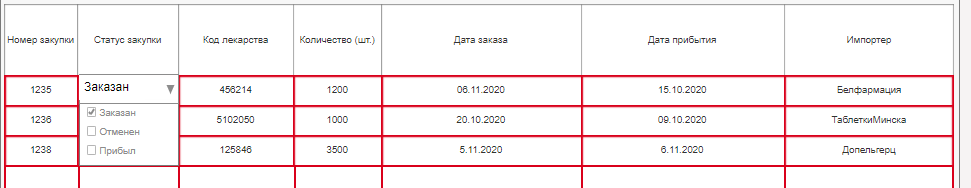 Номер закупки Статус закупки Код лекарства Количество (шт.) Дата заказа Дата прибытия Импортер
1235 Заказан 456214 1200 06.11.2020 15.10.2020 Белфармация
Заказан
1236 5102050 1000 20.10.2020 09.10.2020 ТаблеткиМинска
Отменен
1238 Прибыл 125846 3500 5.11.2020 6.11.2020 Допельгерц